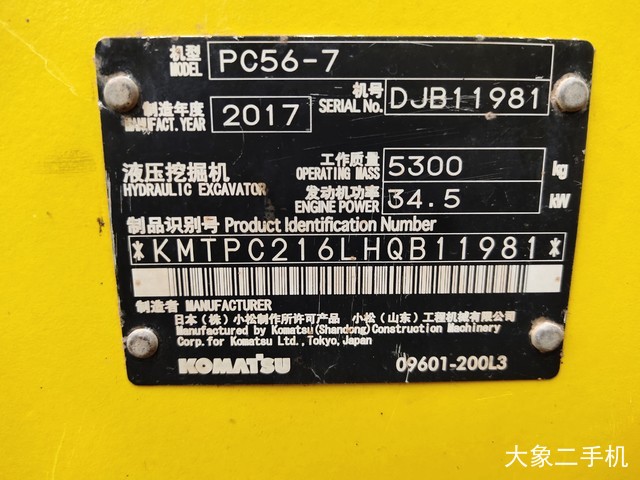 机型 MODEL PC56-7
机号 SERIAL No. DJB11981
制造年度 MANUFACT. YEAR 2017
液压挖掘机 HYDRAULIC EXCAVATOR
工作质量 OPERATING MASS 5300 kg
发动机功率 ENGINE POWER 34.5 kW
制品识别号 Product Identification Number
*KMTPC216LHQB11981*
制造者 MANUFACTURER
日本（株）小松制作所许可产品 小松（山东）工程机械有限公司
Manufactured by Komatsu(Shandong)Construction Machinery
Corp.for Komatsu Ltd.,Tokyo,Japan
KOMATSU 09601-200L3
大象二手机